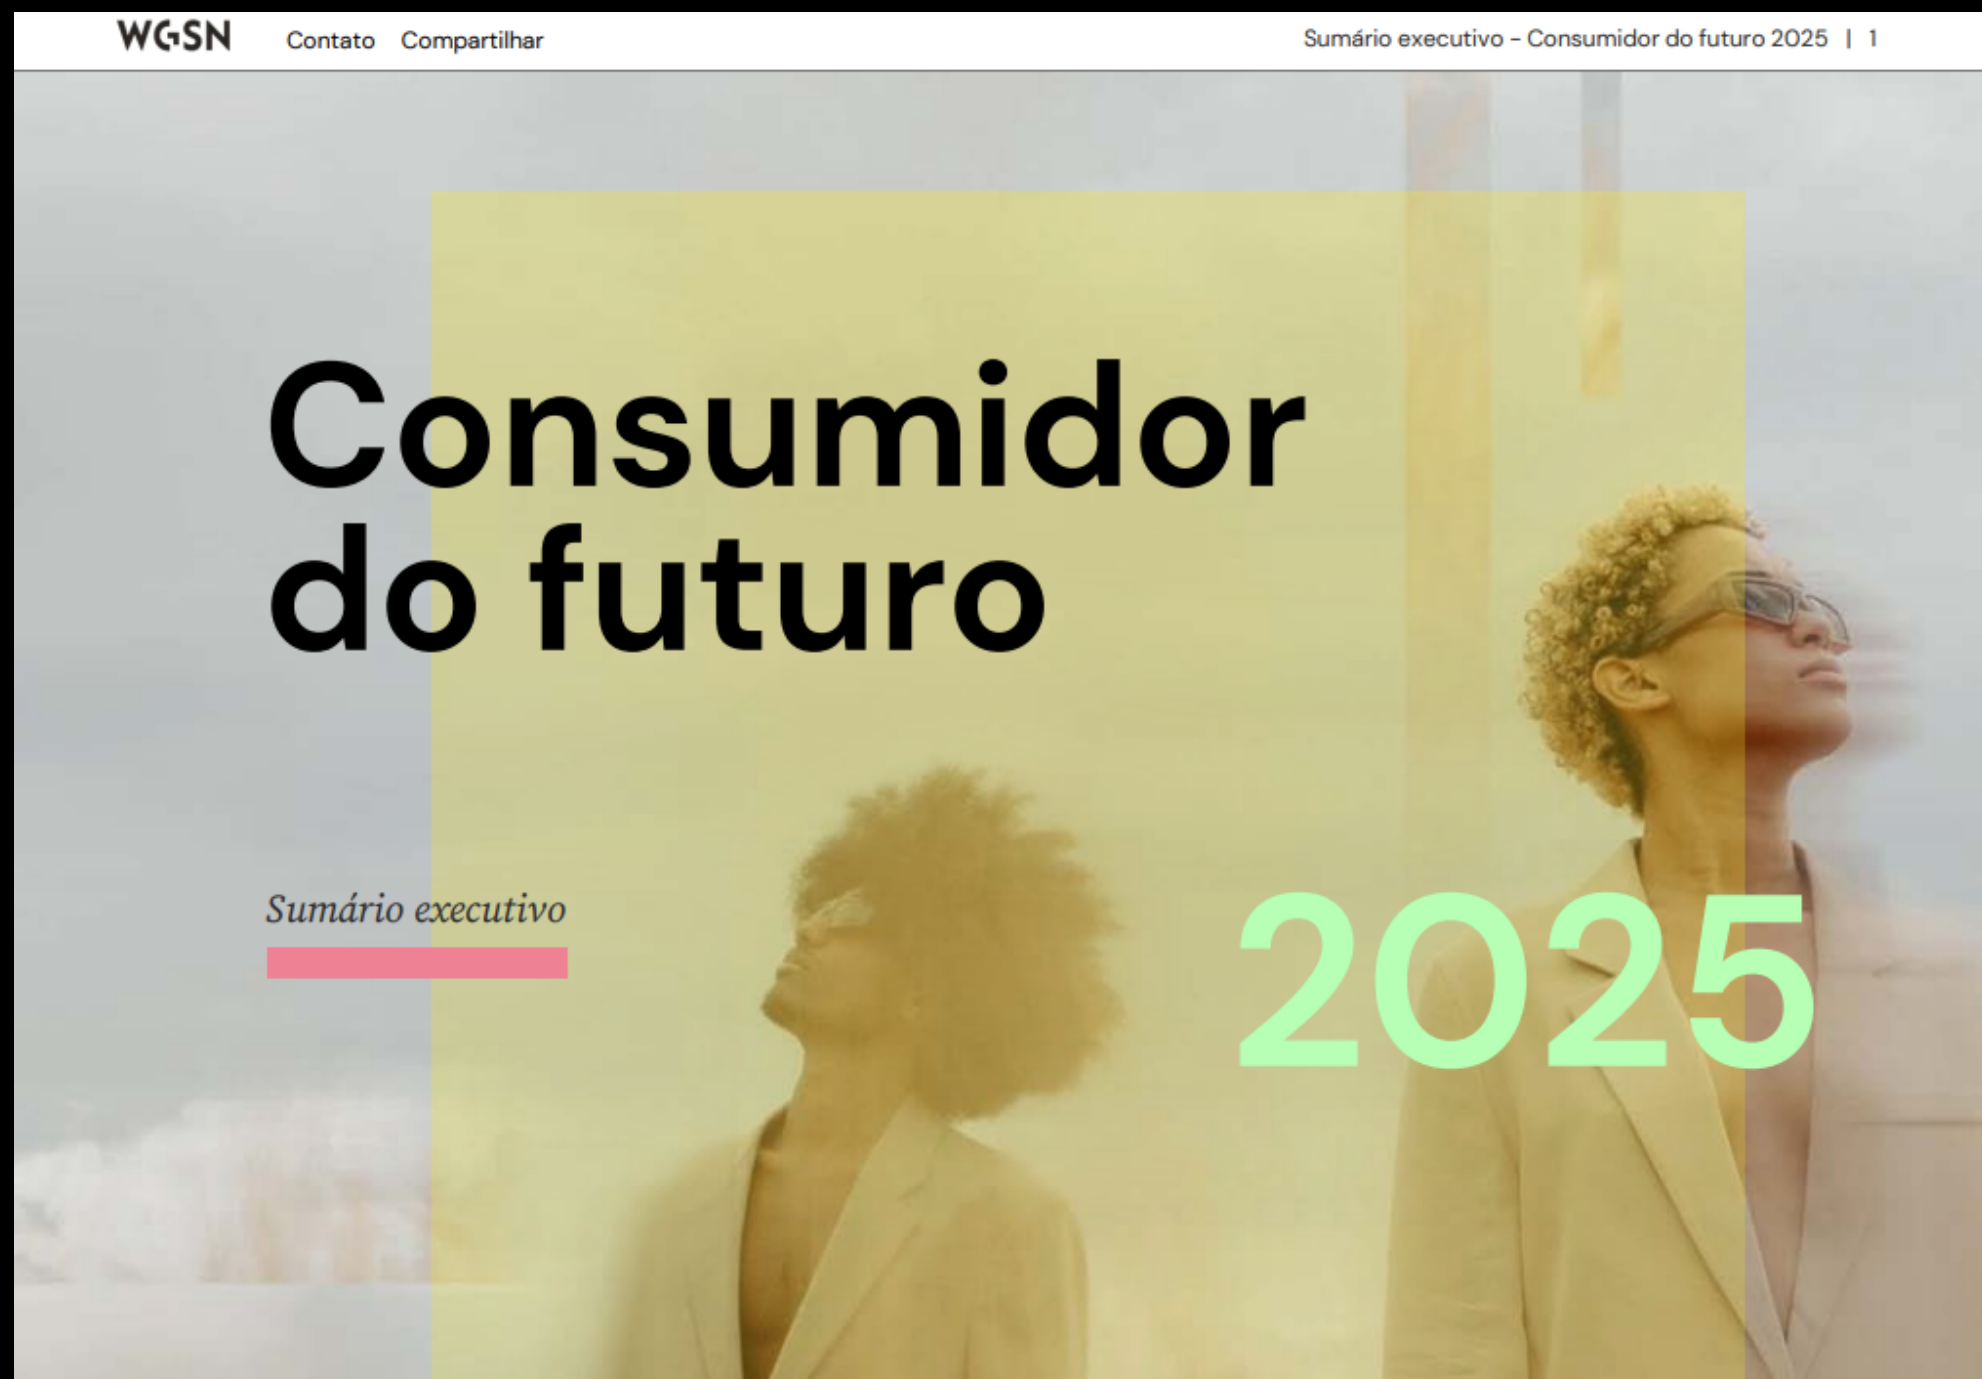 WGSN Contato Compartilhar Sumário executivo - Consumidor do futuro 2025 | 1
Consumidor
do futuro
Sumário executivo
2025